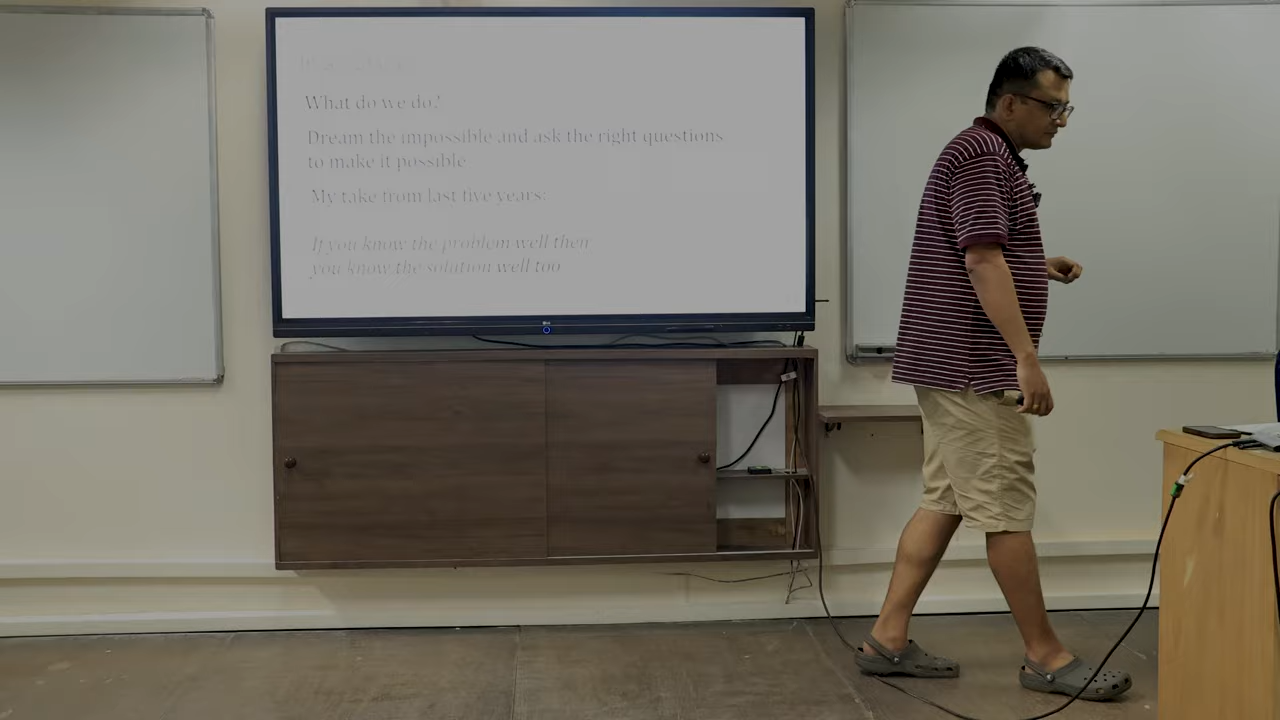 What do we do?
Dream the impossible and ask the right questions
to make it possible
My take from last five years:
If you know the problem well then
you know the solution well too